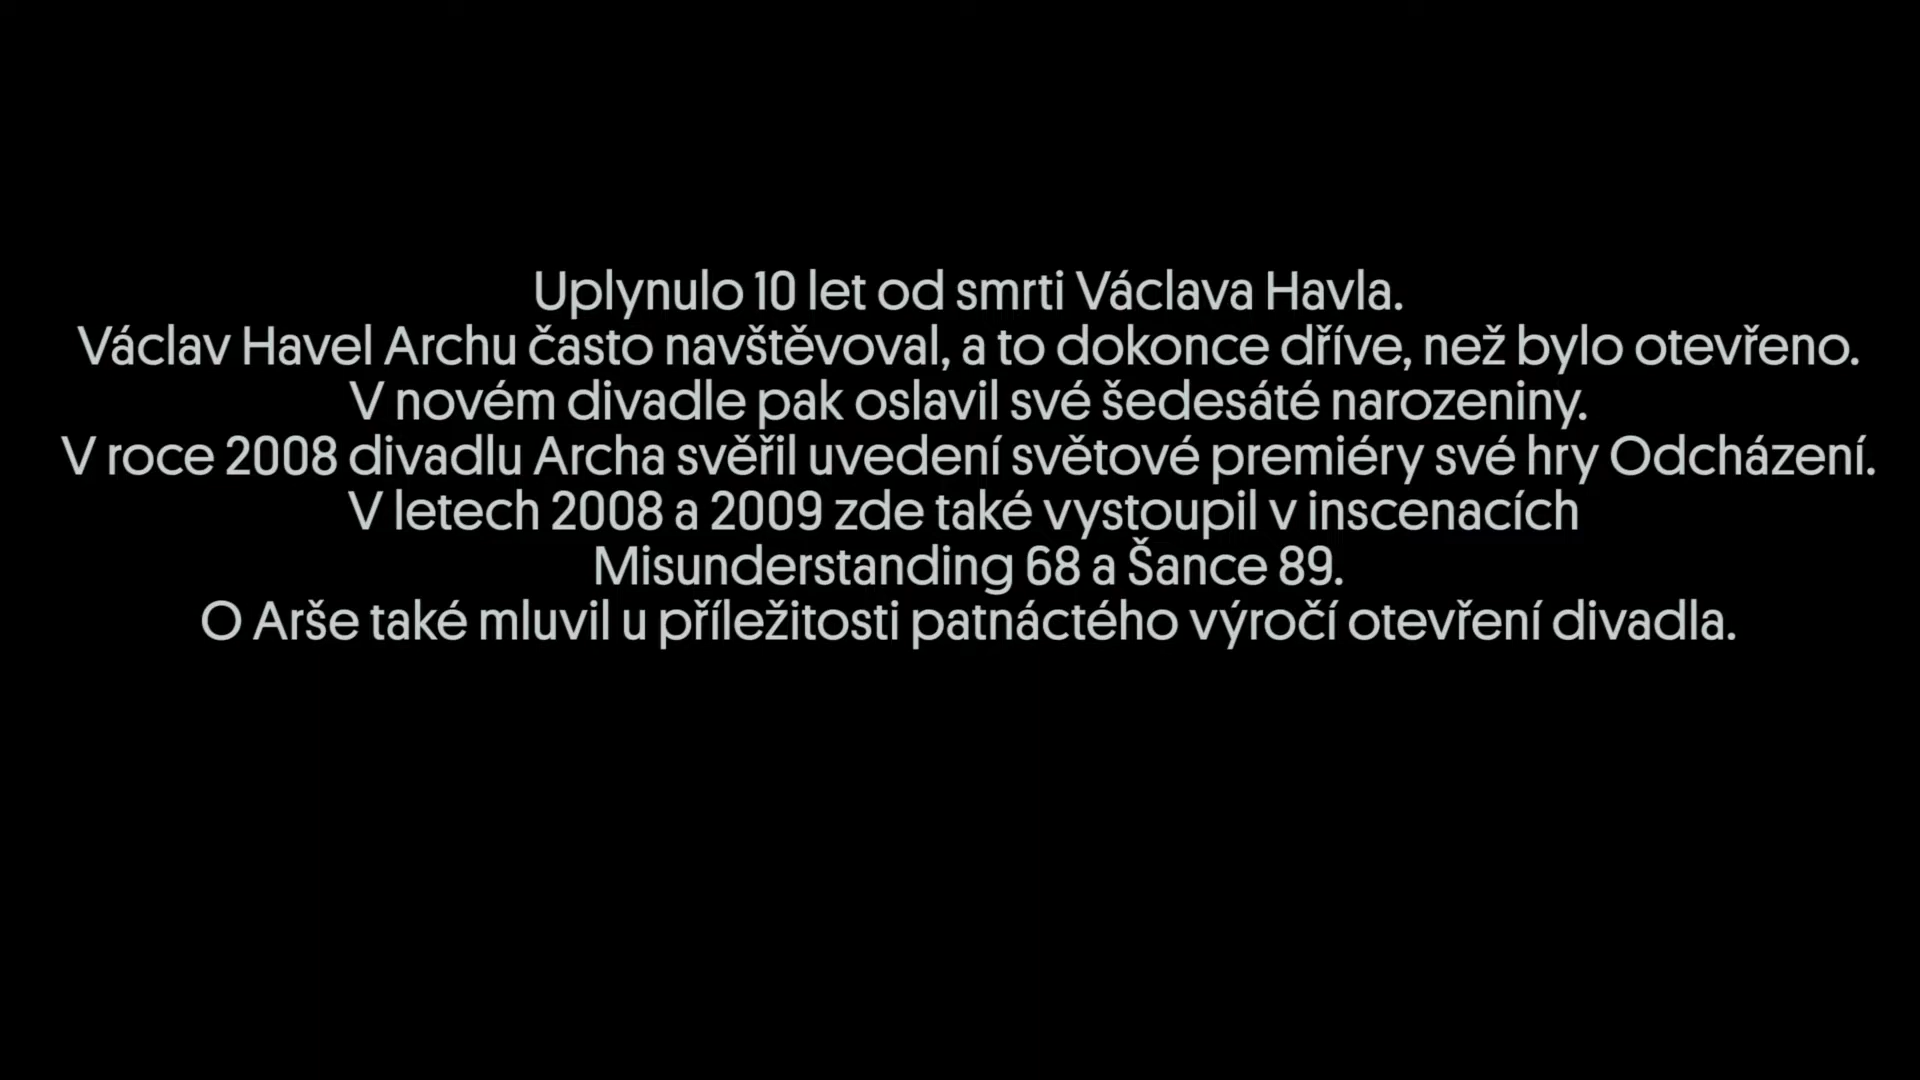 Uplynulo 10 let od smrti Václava Havla.
Václav Havel Archu často navštěvoval, a to dokonce dříve, než bylo otevřeno.
V novém divadle pak oslavil své šedesáté narozeniny.
V roce 2008 divadlu Archa svěřil uvedení světové premiéry své hry Odcházení.
V letech 2008 a 2009 zde také vystoupil v inscenacích
Misunderstanding 68 a Šance 89.
O Arše také mluvil u příležitosti patnáctého výročí otevření divadla.